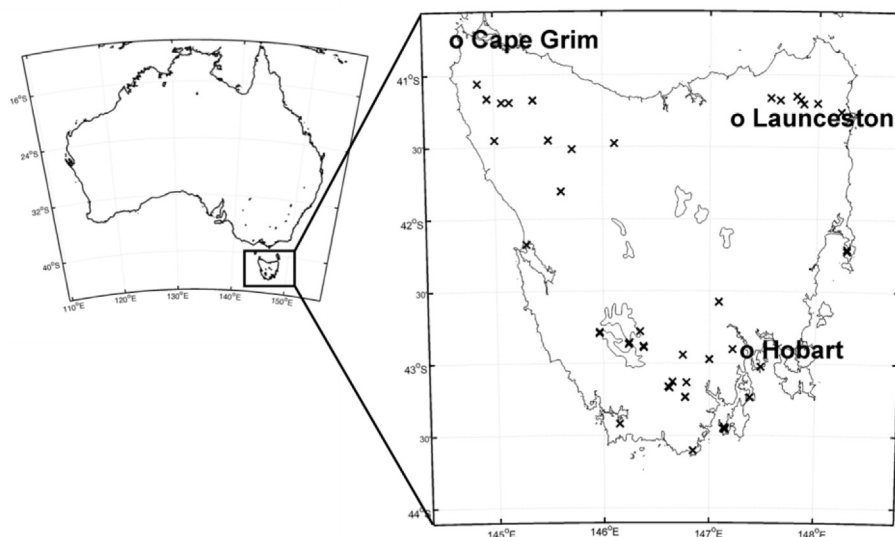 o Cape Grim
41°S
16°S
o Launceston
30'
24°S
32°S
42°S
40°S
30'
110°E
120°E
130°E
140°E
150°E
o Hobart
43°S
30'
44°S
145°E
146°E
147°E
148°E